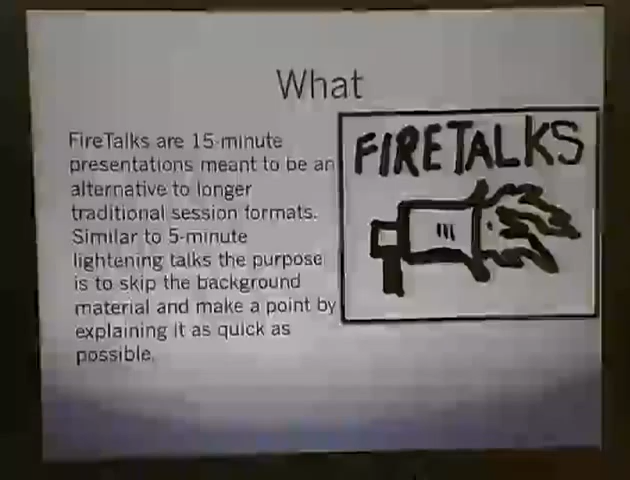 What
FireTalks are 15-minute
presentations meant to be an
alternative to longer
traditional session formats.
Similar to 5-minute
lightening talks the purpose
is to skip the background
material and make a point by
explaining it as quick as
possible.
FIRETALKS